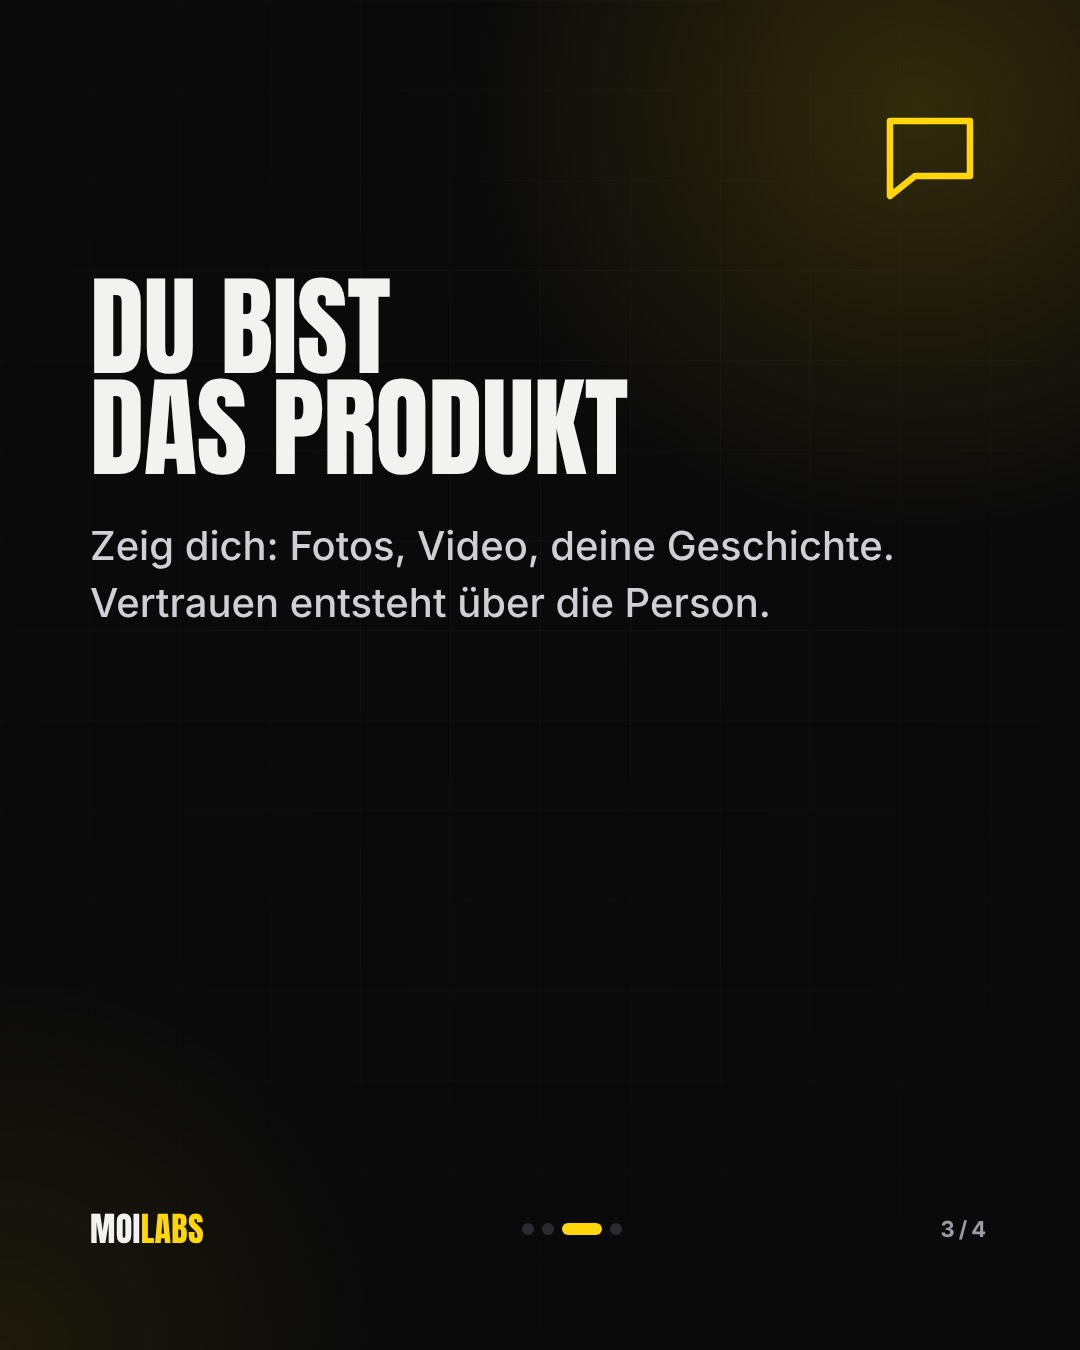 DU BIST
DAS PRODUKT
Zeig dich: Fotos, Video, deine Geschichte.
Vertrauen entsteht über die Person.
MOILABS
3 / 4